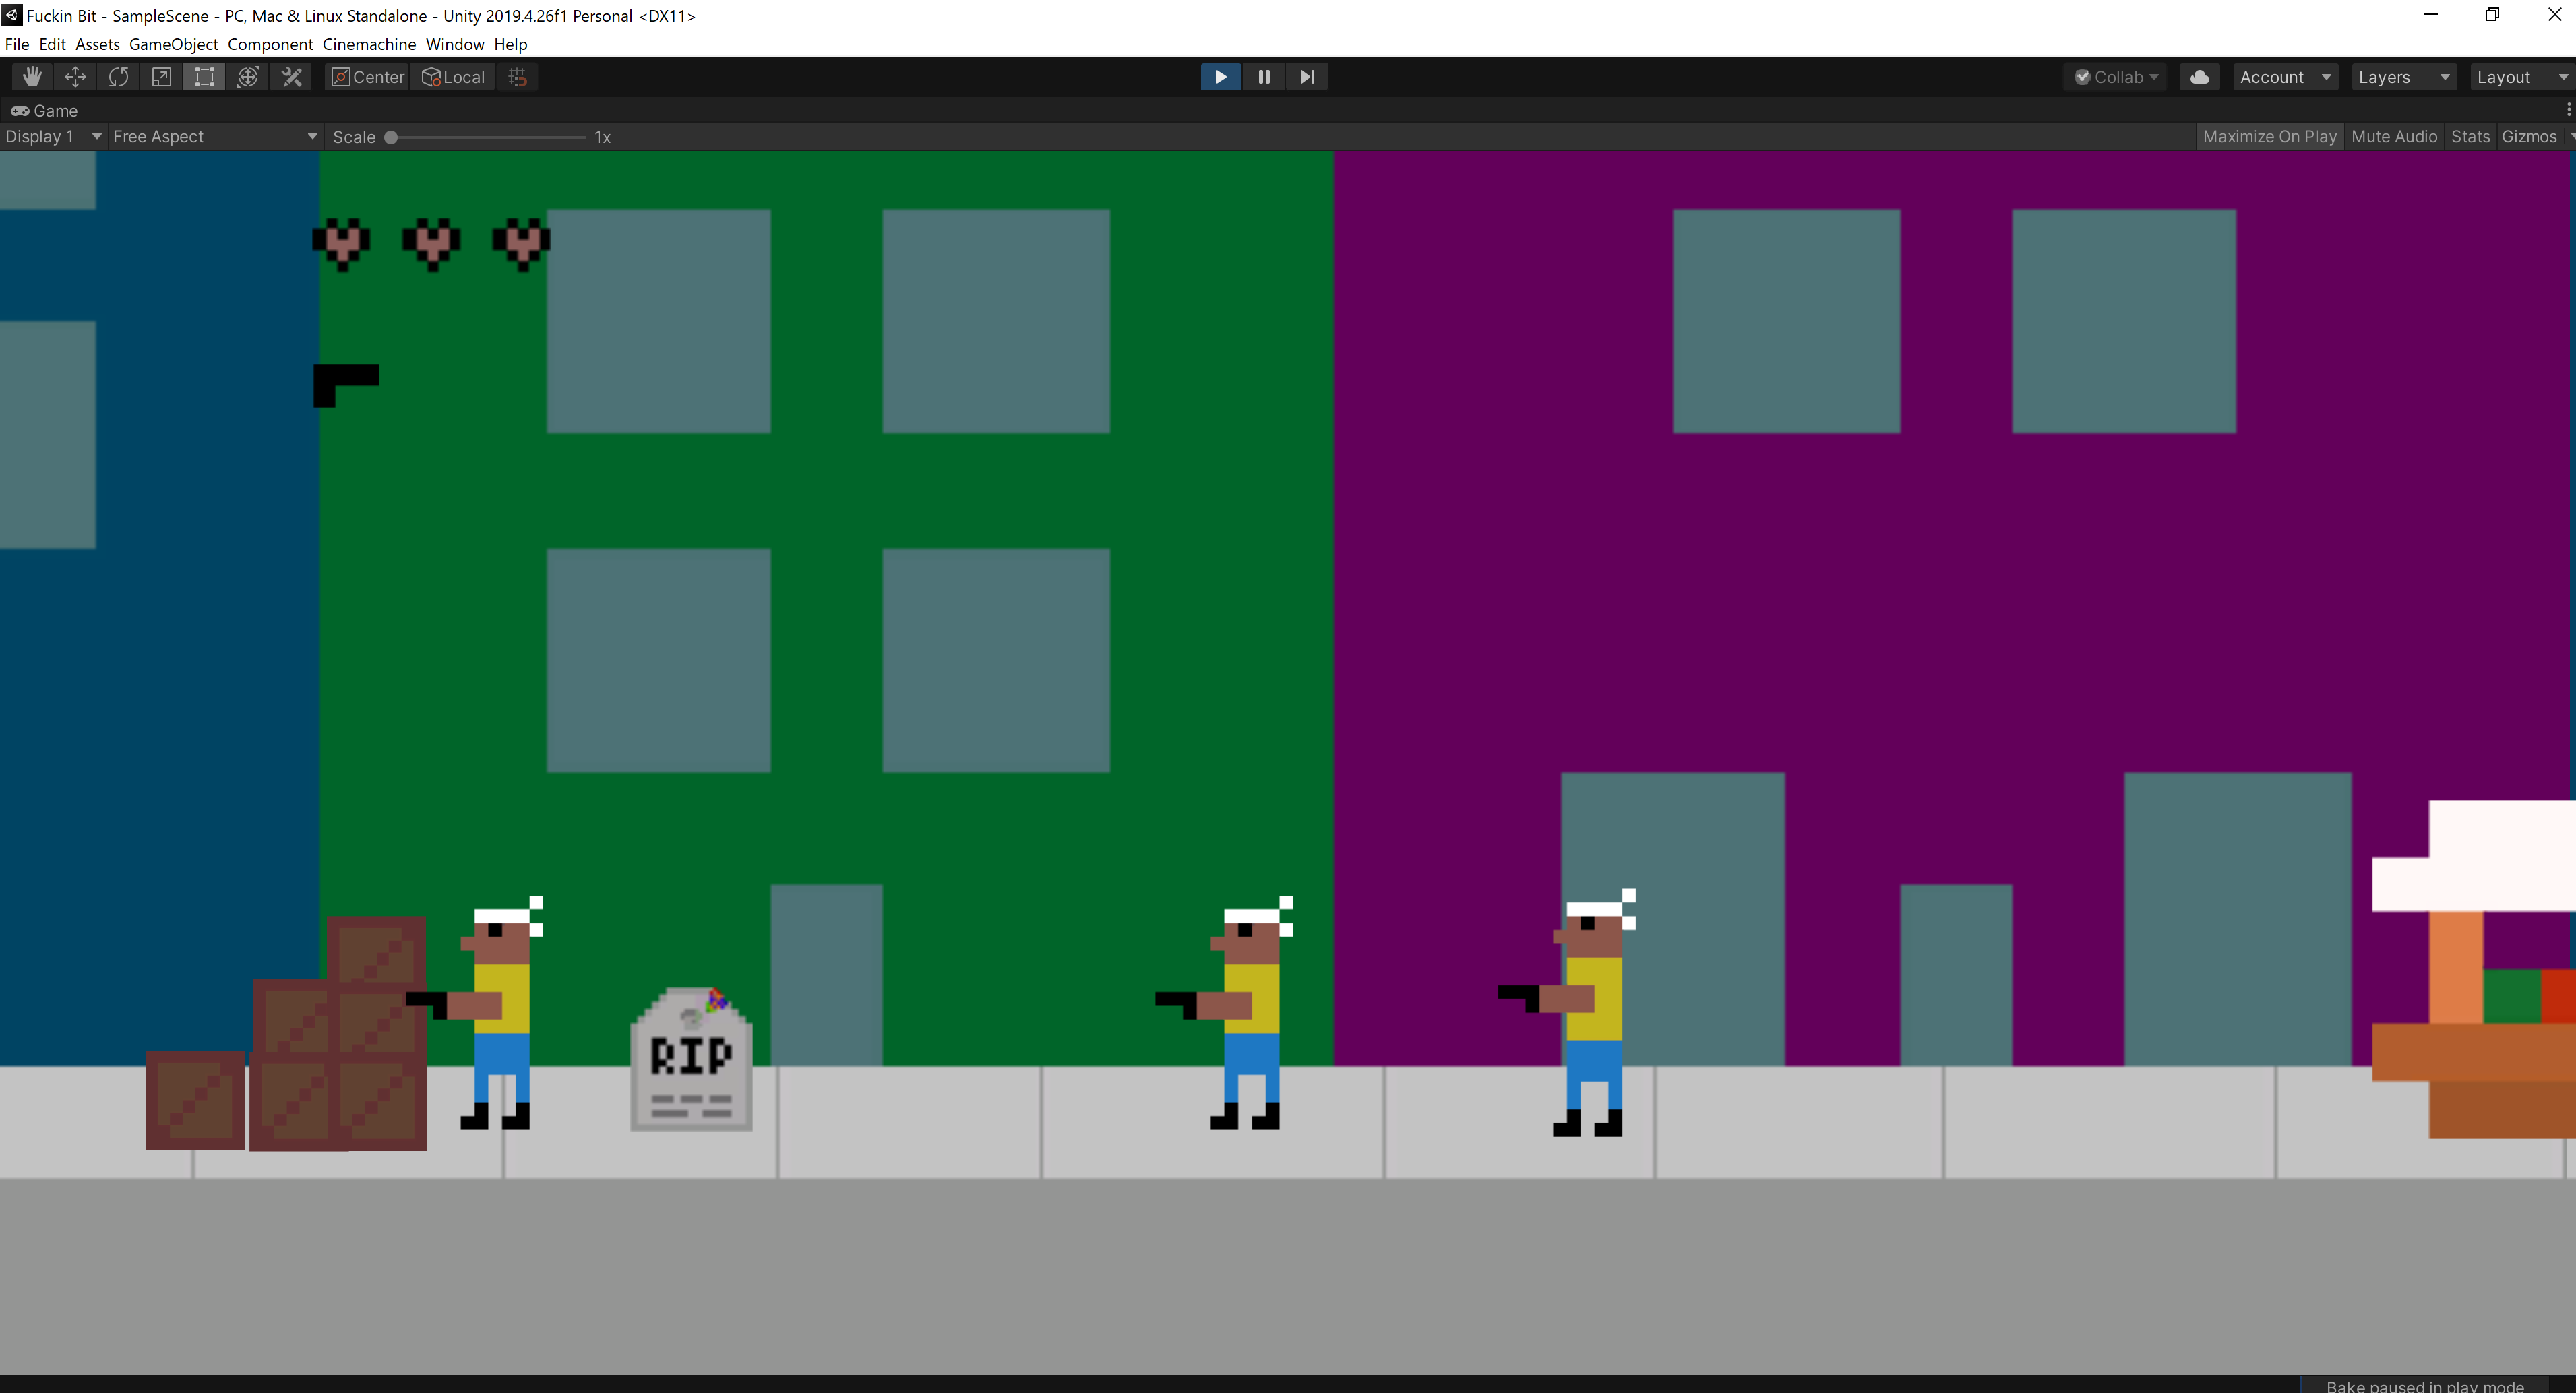 Fuckin Bit - SampleScene - PC, Mac & Linux Standalone - Unity 2019.4.26f1 Personal <DX11>
File Edit Assets GameObject Component Cinemachine Window Help
Center Local Collab Account Layers Layout
Game
Display 1 Free Aspect Scale 1x Maximize On Play Mute Audio Stats Gizmos
RIP
Bake paused in play mode